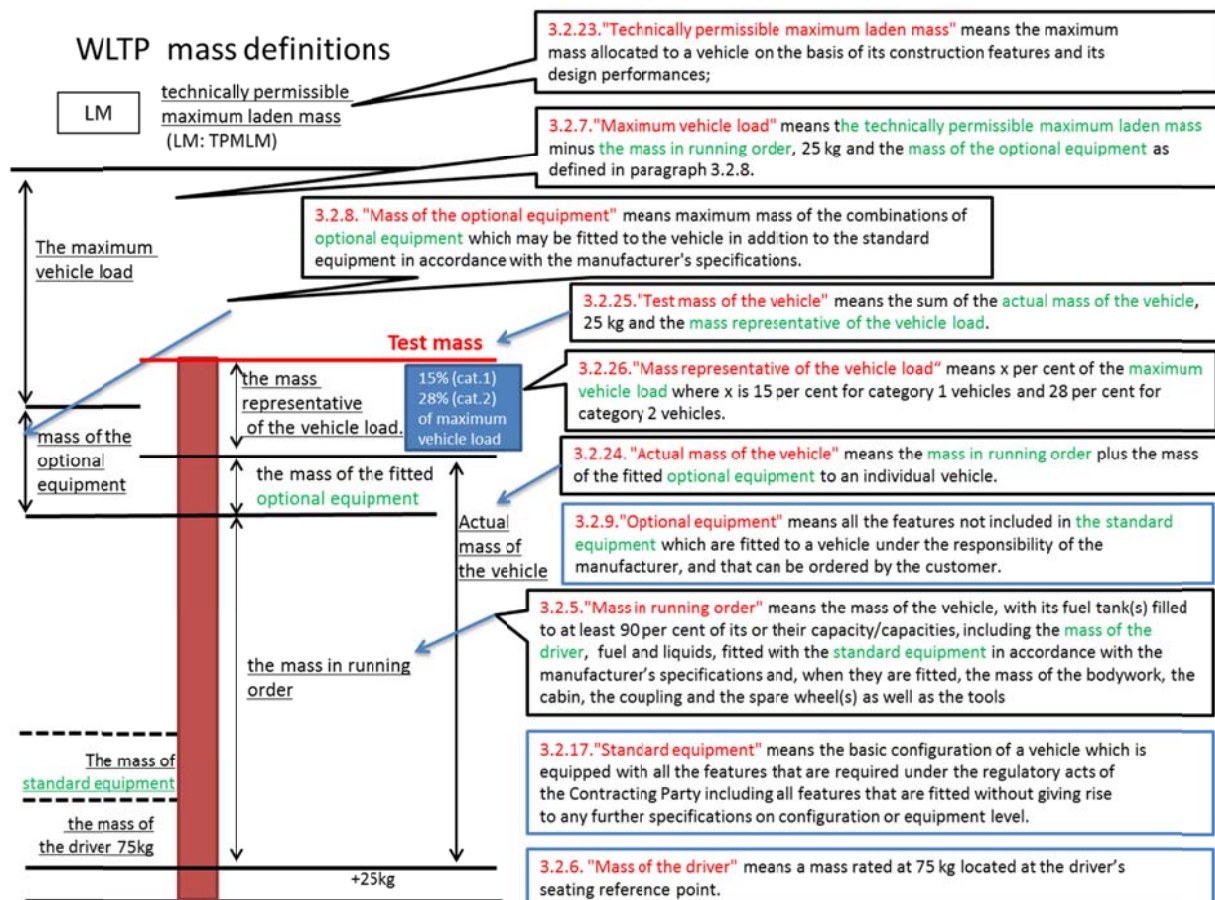 WLTP mass definitions
LM
technically permissible
maximum laden mass
(LM: TPMLM)
3.2.23."Technically permissible maximum laden mass" means the maximum
mass allocated to a vehicle on the basis of its construction features and its
design performances;
3.2.7."Maximum vehicle load" means the technically permissible maximum laden mass
minus the mass in running order, 25 kg and the mass of the optional equipment as
defined in paragraph 3.2.8.
3.2.8. "Mass of the optional equipment" means maximum mass of the combinations of
optional equipment which may be fitted to the vehicle in addition to the standard
equipment in accordance with the manufacturer's specifications.
The maximum
vehicle load
3.2.25."Test mass of the vehicle" means the sum of the actual mass of the vehicle,
25 kg and the mass representative of the vehicle load.
Test mass
the mass
representative
of the vehicle load.
15% (cat.1)
28% (cat.2)
of maximum
vehicle load
3.2.26."Mass representative of the vehicle load" means x per cent of the maximum
vehicle load where x is 15 per cent for category 1 vehicles and 28 per cent for
category 2 vehicles.
mass of the
optional
equipment
the mass of the fitted
optional equipment
3.2.24. "Actual mass of the vehicle" means the mass in running order plus the mass
of the fitted optional equipment to an individual vehicle.
Actual
mass of
the vehicle
3.2.9."Optional equipment" means all the features not included in the standard
equipment which are fitted to a vehicle under the responsibility of the
manufacturer, and that can be ordered by the customer.
3.2.5."Mass in running order" means the mass of the vehicle, with its fuel tank(s) filled
to at least 90 per cent of its or their capacity/capacities, including the mass of the
driver, fuel and liquids, fitted with the standard equipment in accordance with the
manufacturer's specifications and, when they are fitted, the mass of the bodywork, the
cabin, the coupling and the spare wheel(s) as well as the tools
the mass in running
order
The mass of
standard equipment
3.2.17."Standard equipment" means the basic configuration of a vehicle which is
equipped with all the features that are required under the regulatory acts of
the Contracting Party including all features that are fitted without giving rise
to any further specifications on configuration or equipment level.
the mass of
the driver 75kg
+25kg
3.2.6. "Mass of the driver" means a mass rated at 75 kg located at the driver's
seating reference point.